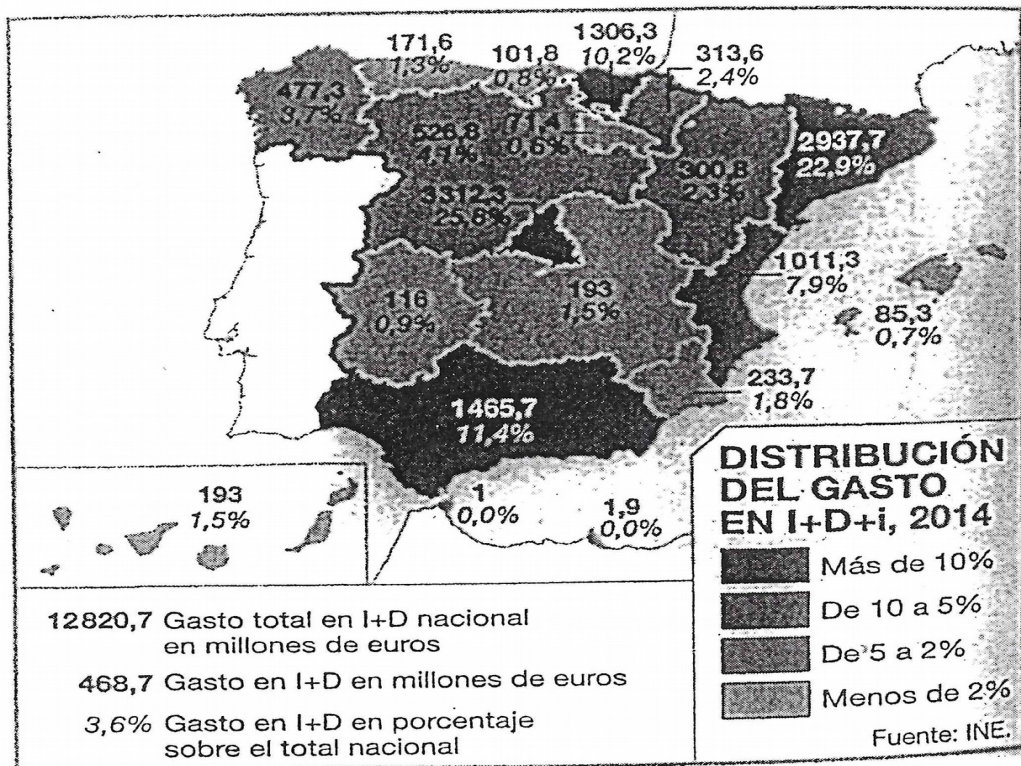 171,6
1,3%
101,8
0,8%
1306,3
10,2%
313,6
2,4%
477,3
3,7%
526,8
4,1%
71,4
0,6%
300,8
2,3%
2937,7
22,9%
3312,3
25,8%
1011,3
7,9%
116
0,9%
193
1,5%
85,3
0,7%
233,7
1,8%
1465,7
11,4%
193
1,5%
1
0,0%
1,9
0,0%
DISTRIBUCIÓN
DEL GASTO
EN I+D+i, 2014
Más de 10%
De 10 a 5%
De 5 a 2%
Menos de 2%
Fuente: INE.
12820,7 Gasto total en I+D nacional
en millones de euros
468,7 Gasto en I+D en millones de euros
3,6% Gasto en I+D en porcentaje
sobre el total nacional